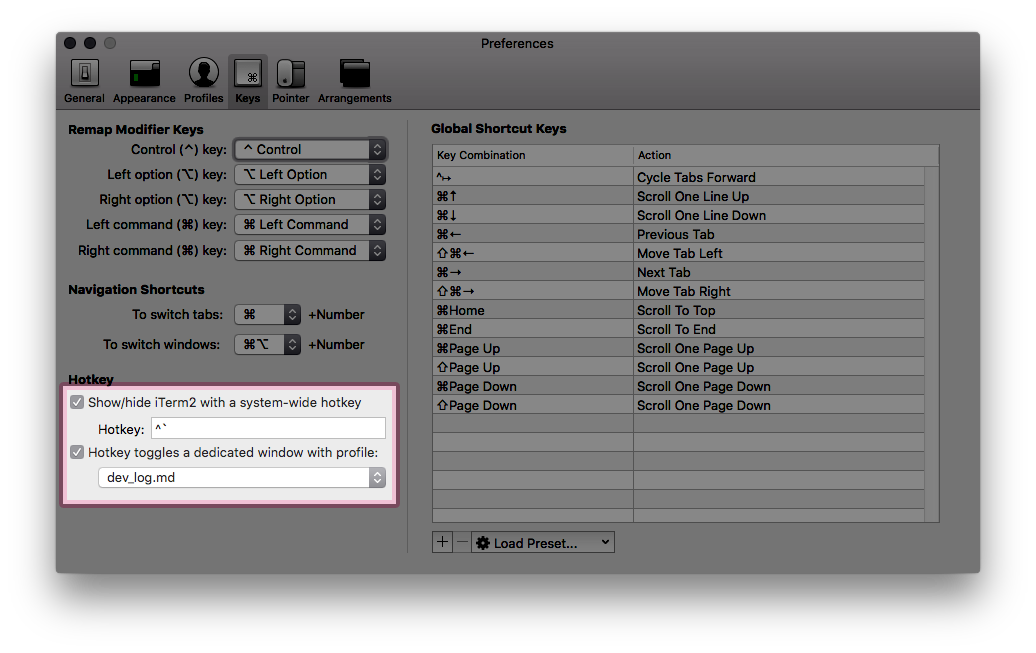 Preferences
General Appearance Profiles Keys Pointer Arrangements
Remap Modifier Keys
Control (^) key: ^ Control
Left option (⌥) key: ⌥ Left Option
Right option (⌥) key: ⌥ Right Option
Left command (⌘) key: ⌘ Left Command
Right command (⌘) key: ⌘ Right Command
Navigation Shortcuts
To switch tabs: ⌘ +Number
To switch windows: ⌘⌥ +Number
Hotkey
Show/hide iTerm2 with a system-wide hotkey
Hotkey: ^`
Hotkey toggles a dedicated window with profile:
dev_log.md
Global Shortcut Keys
Key Combination Action
^↦ Cycle Tabs Forward
⌘↑ Scroll One Line Up
⌘↓ Scroll One Line Down
⌘← Previous Tab
⇧⌘← Move Tab Left
⌘→ Next Tab
⇧⌘→ Move Tab Right
⌘Home Scroll To Top
⌘End Scroll To End
⌘Page Up Scroll One Page Up
⇧Page Up Scroll One Page Up
⌘Page Down Scroll One Page Down
⇧Page Down Scroll One Page Down
+ − Load Preset...